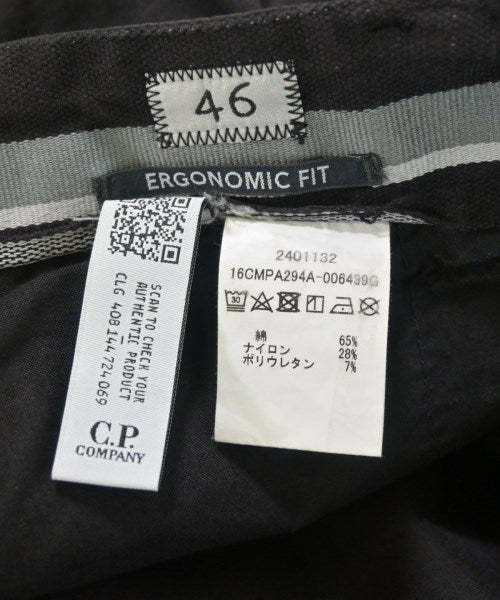 46
ERGONOMIC FIT
SCAN TO CHECK YOUR
AUTHENTIC PRODUCT
CLG 408 144 724 069
C.P.
COMPANY
2401132
16CMPA294A-006439G
30
綿 65%
ナイロン 28%
ポリウレタン 7%